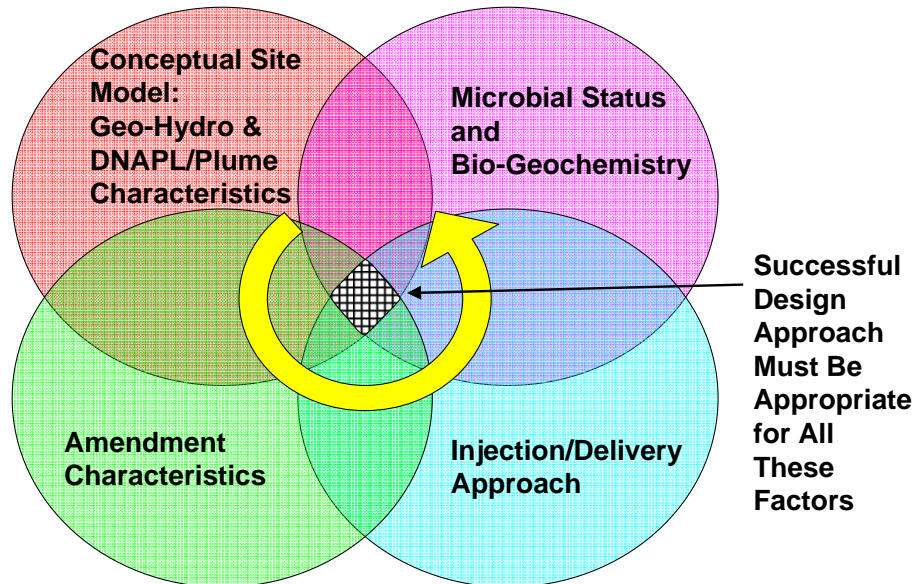 Conceptual Site
Model:
Geo-Hydro &
DNAPL/Plume
Characteristics
Microbial Status
and
Bio-Geochemistry
Successful
Design
Approach
Must Be
Appropriate
for All
These
Factors
Amendment
Characteristics
Injection/Delivery
Approach